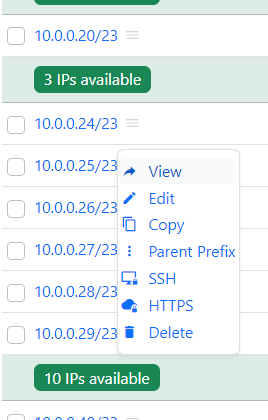 10.0.0.20/23
3 IPs available
10.0.0.24/23
10.0.0.25/23
View
Edit
10.0.0.26/23
Copy
10.0.0.27/23
Parent Prefix
10.0.0.28/23
SSH
HTTPS
10.0.0.29/23
Delete
10 IPs available